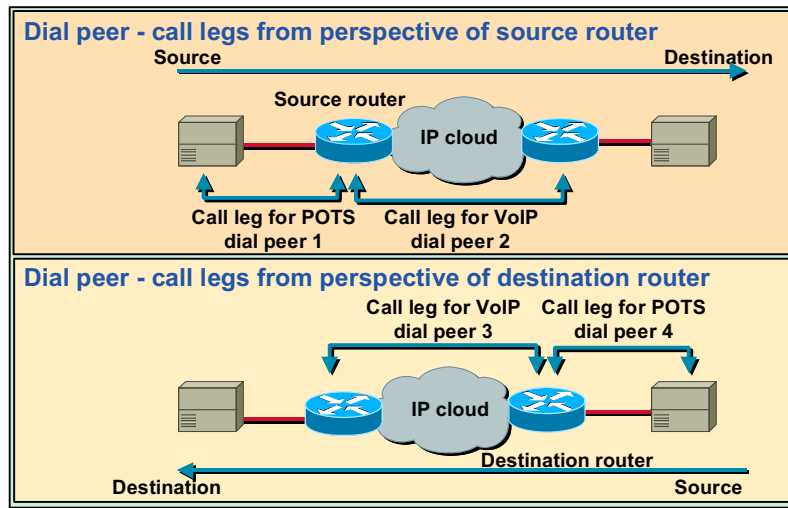 Dial peer - call legs from perspective of source router
Source
Destination
Source router
IP cloud
Call leg for POTS
dial peer 1
Call leg for VoIP
dial peer 2
Dial peer - call legs from perspective of destination router
Call leg for VoIP
dial peer 3
Call leg for POTS
dial peer 4
IP cloud
Destination router
Destination
Source